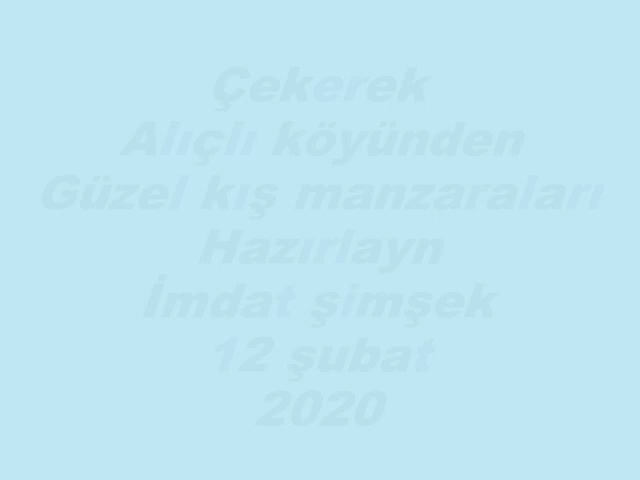 Çekerek
Alıçlı köyünden
Güzel kış manzaraları
Hazırlayn
İmdat şimşek
12 şubat
2020